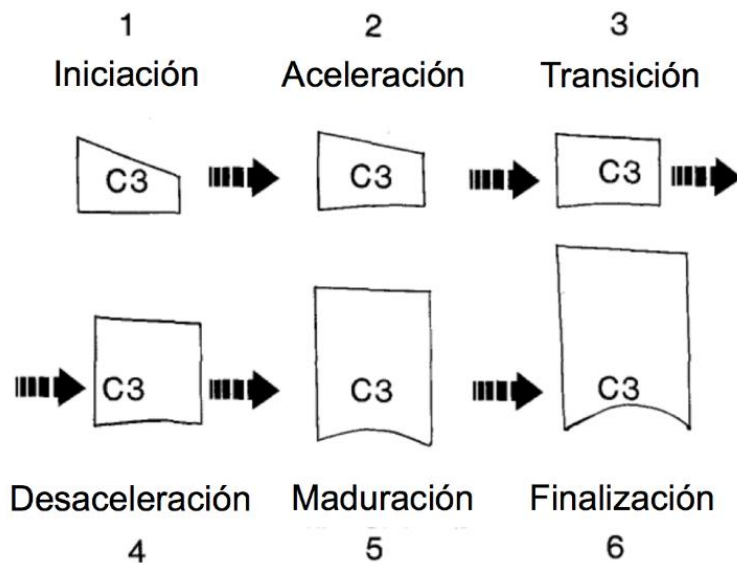 1 2 3
Iniciación Aceleración Transición
C3 C3 C3
C3 C3 C3
Desaceleración Maduración Finalización
4 5 6